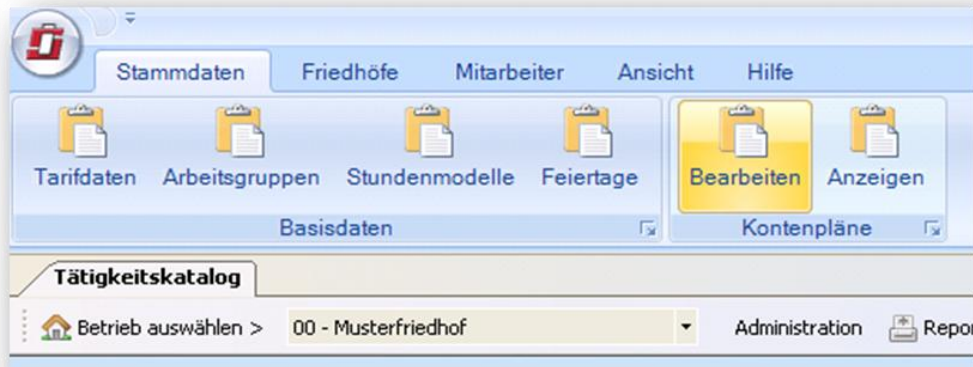 Stammdaten Friedhöfe Mitarbeiter Ansicht Hilfe
Tarifdaten Arbeitsgruppen Stundenmodelle Feiertage Bearbeiten Anzeigen
Basisdaten Kontenpläne
Tätigkeitskatalog
Betrieb auswählen > 00 - Musterfriedhof Administration Repor